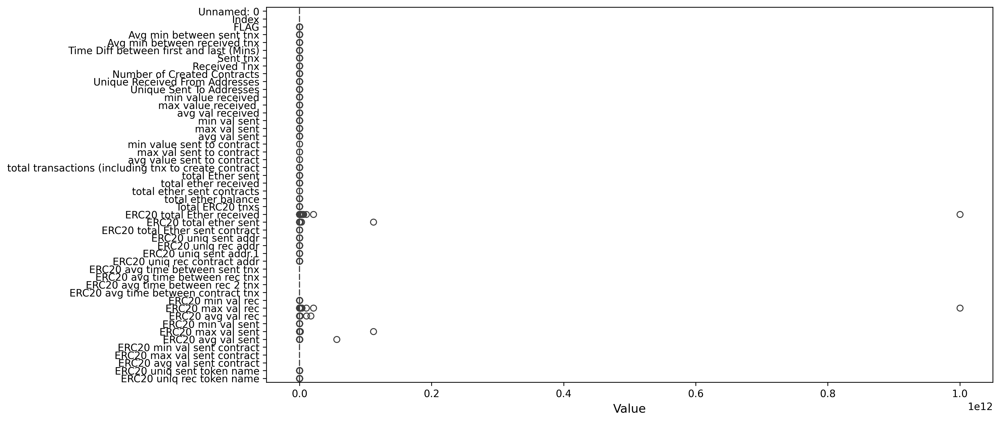 Unnamed: 0
Index
FLAG
Avg min between sent tnx
Avg min between received tnx
Time Diff between first and last (Mins)
Sent tnx
Received Tnx
Number of Created Contracts
Unique Received From Addresses
Unique Sent To Addresses
min value received
max value received
avg val received
min val sent
max val sent
avg val sent
min value sent to contract
max val sent to contract
avg value sent to contract
total transactions (including tnx to create contract
total Ether sent
total ether received
total ether sent contracts
total ether balance
Total ERC20 tnxs
ERC20 total Ether received
ERC20 total ether sent
ERC20 total Ether sent contract
ERC20 uniq sent addr
ERC20 uniq rec addr
ERC20 uniq sent addr.1
ERC20 uniq rec contract addr
ERC20 avg time between sent tnx
ERC20 avg time between rec tnx
ERC20 avg time between rec 2 tnx
ERC20 avg time between contract tnx
ERC20 min val rec
ERC20 max val rec
ERC20 avg val rec
ERC20 min val sent
ERC20 max val sent
ERC20 avg val sent
ERC20 min val sent contract
ERC20 max val sent contract
ERC20 avg val sent contract
ERC20 uniq sent token name
ERC20 uniq rec token name
0.0 0.2 0.4 0.6 0.8 1.0
1e12
Value